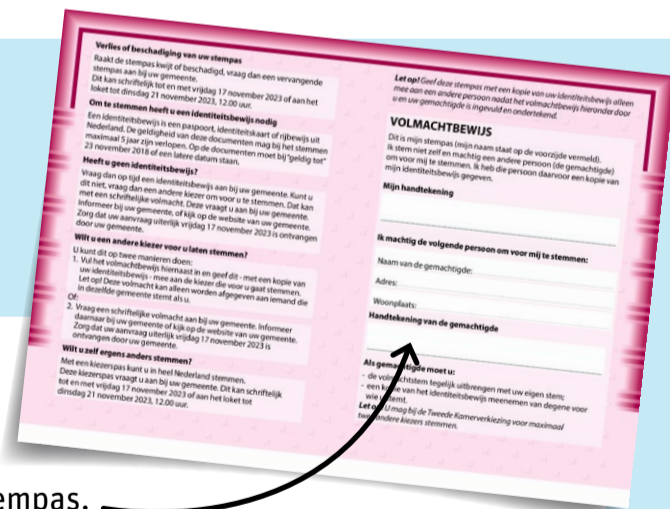 Verlies of beschadiging van uw stempas
Raakt de stempas kwijt of beschadigd, vraag dan een vervangende
stempas aan bij uw gemeente.
Dit kan schriftelijk tot en met vrijdag 17 november 2023 of aan het
loket tot dinsdag 21 november 2023, 12.00 uur.
Om te stemmen heeft u een identiteitsbewijs nodig
Een identiteitsbewijs is een paspoort, identiteitskaart of rijbewijs uit
Nederland. De geldigheid van deze documenten mag bij het stemmen
maximaal 5 jaar zijn verlopen. Op de documenten moet bij "geldig tot"
23 november 2018 of een latere datum staan.
Heeft u geen identiteitsbewijs?
Vraag dan op tijd een identiteitsbewijs aan bij uw gemeente. Kunt u
dit niet, vraag dan een andere kiezer om voor u te stemmen. Dat kan
met een schriftelijke volmacht. Deze vraagt u aan bij uw gemeente.
Informeer bij uw gemeente, of kijk op de website van uw gemeente.
Zorg dat uw aanvraag uiterlijk vrijdag 17 november 2023 is ontvangen
door uw gemeente.
Wilt u een andere kiezer voor u laten stemmen?
U kunt dit op twee manieren doen:
1. Vul het volmachtbewijs hiernaast in en geef dit - met een kopie van
uw identiteitsbewijs - mee aan de kiezer die voor u gaat stemmen.
Let op! Deze volmacht kan alleen worden afgegeven aan iemand die
in dezelfde gemeente stemt als u.
Of:
2. Vraag een schriftelijke volmacht aan bij uw gemeente. Informeer
daarnaar bij uw gemeente of kijk op de website van uw gemeente.
Zorg dat uw aanvraag uiterlijk vrijdag 17 november 2023 is
ontvangen door uw gemeente.
Wilt u zelf ergens anders stemmen?
Met een kiezerspas kunt u in heel Nederland stemmen.
Deze kiezerspas vraagt u aan bij uw gemeente. Dit kan schriftelijk
tot en met vrijdag 17 november 2023 of aan het loket tot
dinsdag 21 november 2023, 12.00 uur.
Let op! Geef deze stempas met een kopie van uw identiteitsbewijs alleen
mee aan een andere persoon nadat het volmachtbewijs hieronder door
u en uw gemachtigde is ingevuld en ondertekend.
VOLMACHTBEWIJS
Dit is mijn stempas (mijn naam staat op de voorzijde vermeld).
Ik stem niet zelf en machtig een andere persoon (de gemachtigde)
om voor mij te stemmen. Ik heb die persoon daarvoor een kopie van
mijn identiteitsbewijs gegeven.
Mijn handtekening
Ik machtig de volgende persoon om voor mij te stemmen:
Naam van de gemachtigde:
Adres:
Woonplaats:
Handtekening van de gemachtigde
Als gemachtigde moet u:
- de volmachtstem tegelijk uitbrengen met uw eigen stem;
- een kopie van het identiteitsbewijs meenemen van degene voor
wie u stemt.
Let op! U mag bij de Tweede Kamerverkiezing voor maximaal
twee andere kiezers stemmen.